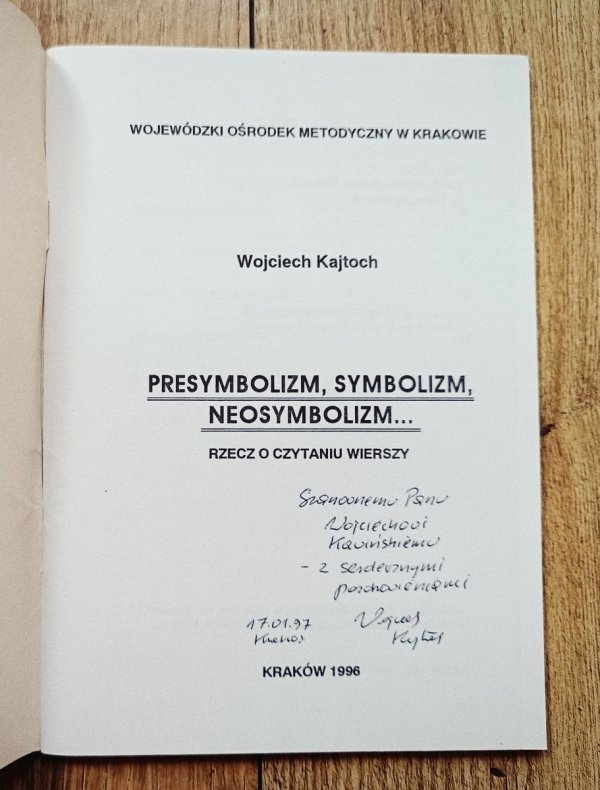 WOJEWÓDZKI OŚRODEK METODYCZNY W KRAKOWIE
Wojciech Kajtoch
PRESYMBOLIZM, SYMBOLIZM,
NEOSYMBOLIZM...
RZECZ O CZYTANIU WIERSZY
Szanownemu Panu
Wojciechowi
Kawińskiemu
- z serdecznymi
pozdrowieniami
17.01.97
KRAKÓW 1996